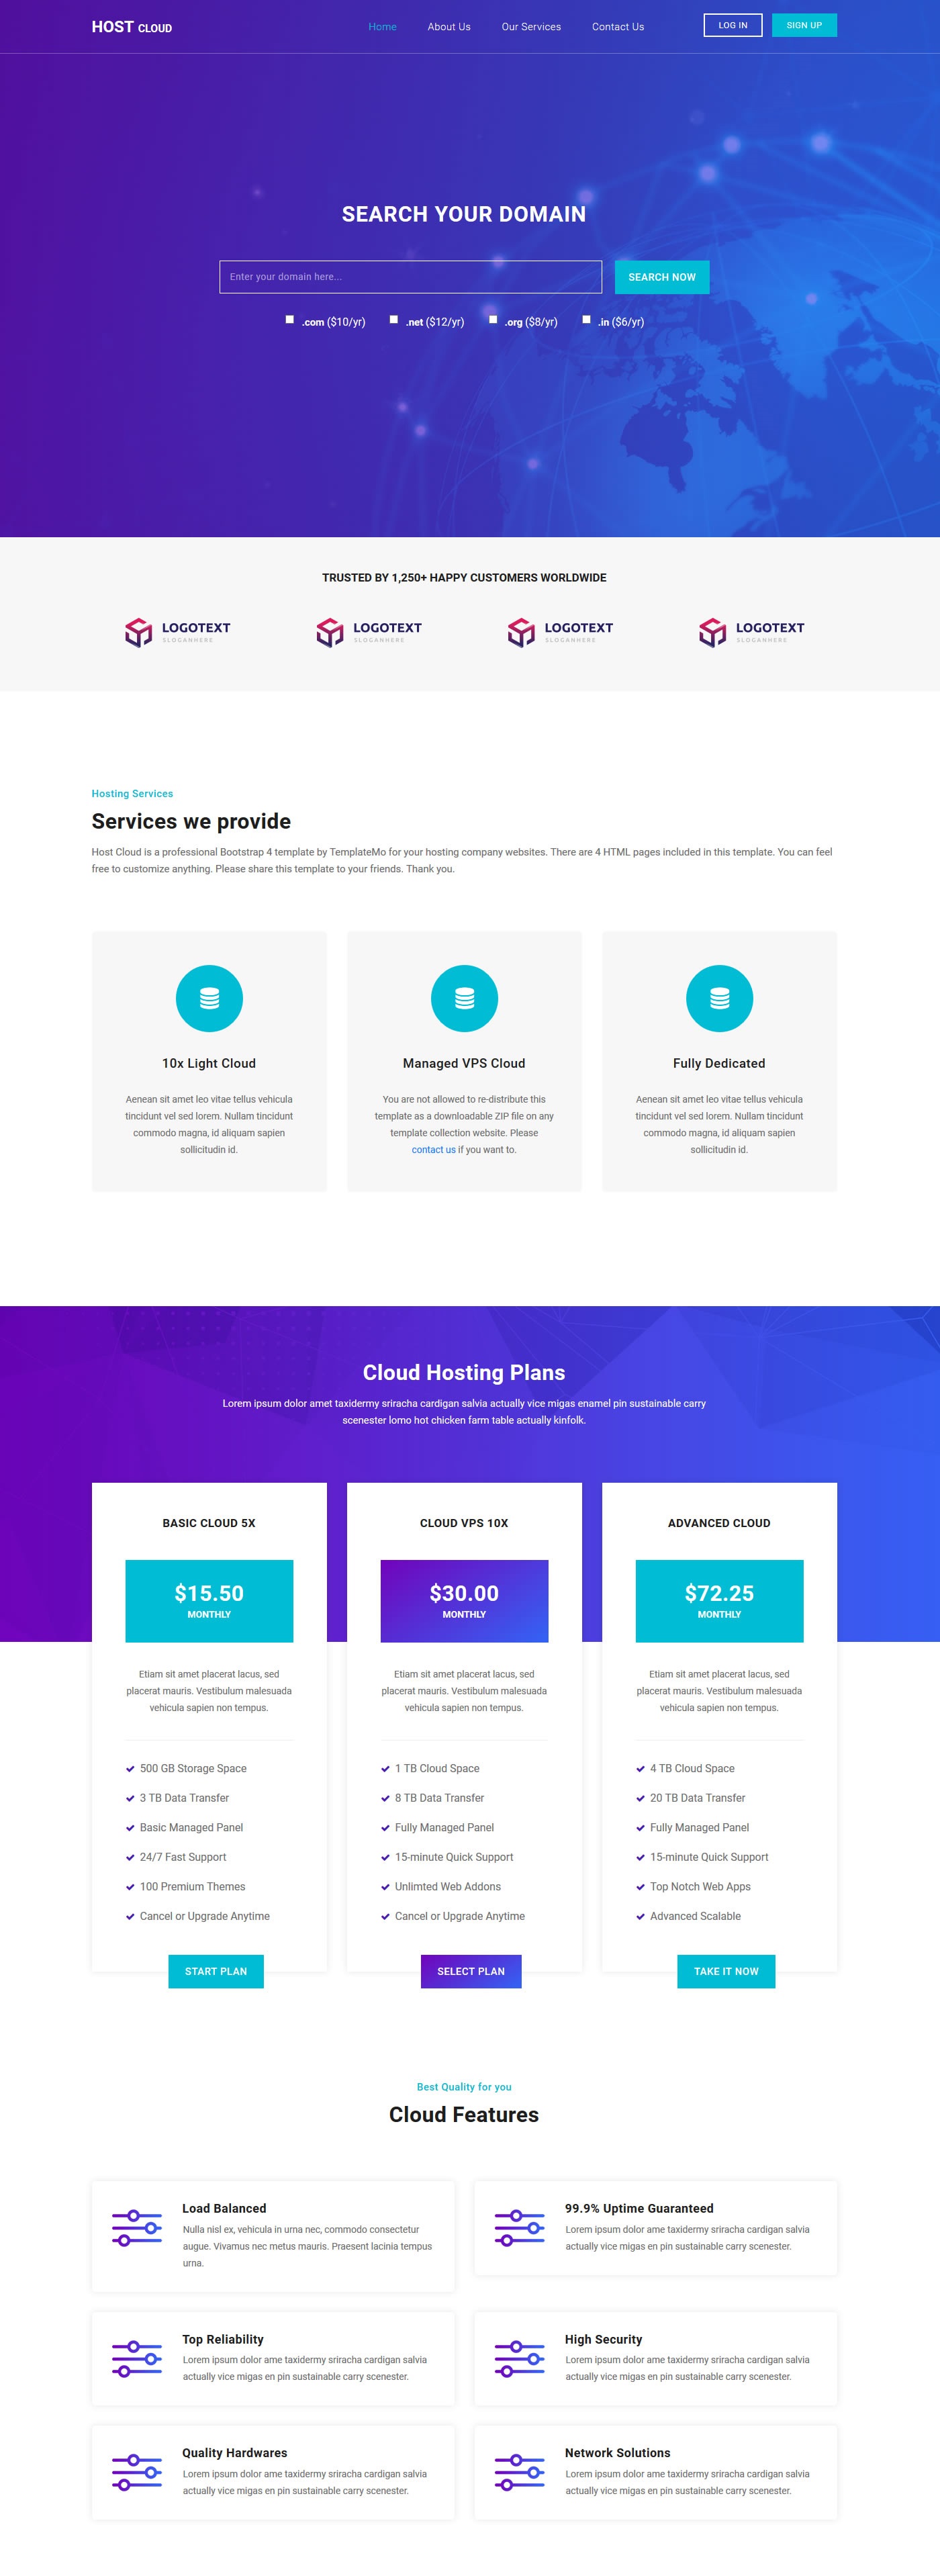 HOST CLOUD
Home About Us Our Services Contact Us LOG IN SIGN UP
SEARCH YOUR DOMAIN
Enter your domain here...
SEARCH NOW
.com ($10/yr) .net ($12/yr) .org ($8/yr) .in ($6/yr)
TRUSTED BY 1,250+ HAPPY CUSTOMERS WORLDWIDE
LOGOTEXT LOGOTEXT LOGOTEXT LOGOTEXT
SLOGANHERE SLOGANHERE SLOGANHERE SLOGANHERE
Hosting Services
Services we provide
Host Cloud is a professional Bootstrap 4 template by TemplateMo for your hosting company websites. There are 4 HTML pages included in this template. You can feel
free to customize anything. Please share this template to your friends. Thank you.
10x Light Cloud
Aenean sit amet leo vitae tellus vehicula
tincidunt vel sed lorem. Nullam tincidunt
commodo magna, id aliquam sapien
sollicitudin id.
Managed VPS Cloud
You are not allowed to re-distribute this
template as a downloadable ZIP file on any
template collection website. Please
contact us if you want to.
Fully Dedicated
Aenean sit amet leo vitae tellus vehicula
tincidunt vel sed lorem. Nullam tincidunt
commodo magna, id aliquam sapien
sollicitudin id.
Cloud Hosting Plans
Lorem ipsum dolor amet taxidermy sriracha cardigan salvia actually vice migas enamel pin sustainable carry
scenester lomo hot chicken farm table actually kinfolk.
BASIC CLOUD 5X
$15.50
MONTHLY
Etiam sit amet placerat lacus, sed
placerat mauris. Vestibulum malesuada
vehicula sapien non tempus.
500 GB Storage Space
3 TB Data Transfer
Basic Managed Panel
24/7 Fast Support
100 Premium Themes
Cancel or Upgrade Anytime
START PLAN
CLOUD VPS 10X
$30.00
MONTHLY
Etiam sit amet placerat lacus, sed
placerat mauris. Vestibulum malesuada
vehicula sapien non tempus.
1 TB Cloud Space
8 TB Data Transfer
Fully Managed Panel
15-minute Quick Support
Unlimted Web Addons
Cancel or Upgrade Anytime
SELECT PLAN
ADVANCED CLOUD
$72.25
MONTHLY
Etiam sit amet placerat lacus, sed
placerat mauris. Vestibulum malesuada
vehicula sapien non tempus.
4 TB Cloud Space
20 TB Data Transfer
Fully Managed Panel
15-minute Quick Support
Top Notch Web Apps
Advanced Scalable
TAKE IT NOW
Best Quality for you
Cloud Features
Load Balanced
Nulla nisl ex, vehicula in urna nec, commodo consectetur
augue. Vivamus nec metus mauris. Praesent lacinia tempus
urna.
99.9% Uptime Guaranteed
Lorem ipsum dolor ame taxidermy sriracha cardigan salvia
actually vice migas en pin sustainable carry scenester.
Top Reliability
Lorem ipsum dolor ame taxidermy sriracha cardigan salvia
actually vice migas en pin sustainable carry scenester.
High Security
Lorem ipsum dolor ame taxidermy sriracha cardigan salvia
actually vice migas en pin sustainable carry scenester.
Quality Hardwares
Lorem ipsum dolor ame taxidermy sriracha cardigan salvia
actually vice migas en pin sustainable carry scenester.
Network Solutions
Lorem ipsum dolor ame taxidermy sriracha cardigan salvia
actually vice migas en pin sustainable carry scenester.